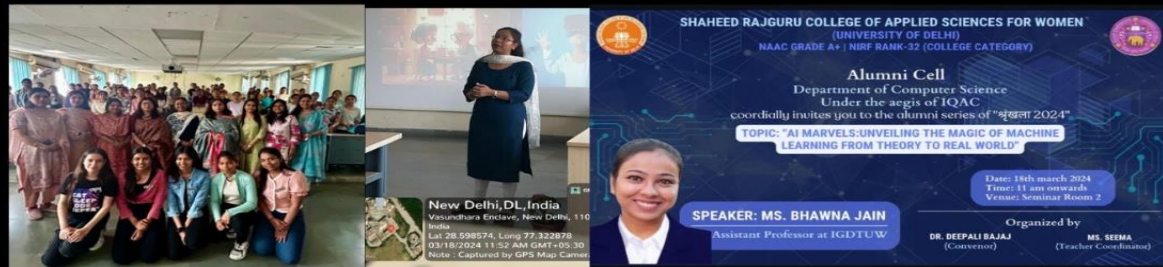 EAT
SLEEP
New Delhi,DL,India
Vasundhara Enclave, New Delhi, 110
India
Lat 28.598574, Long 77.322878
03/18/2024 11:52 AM GMT+05:30
Note : Captured by GPS Map Camera
SHAHEED RAJGURU COLLEGE OF APPLIED SCIENCES FOR WOMEN
(UNIVERSITY OF DELHI)
NAAC GRADE A+ | NIRF RANK-32 (COLLEGE CATEGORY)
Alumni Cell
Department of Computer Science
Under the aegis of IQAC
coordially invites you to the alumni series of "श्रृंखला 2024"
TOPIC: "AI MARVELS:UNVEILING THE MAGIC OF MACHINE
LEARNING FROM THEORY TO REAL WORLD"
Date: 18th march 2024
Time: 11 am onwards
Venue: Seminar Room 2
SPEAKER: MS. BHAWNA JAIN
Assistant Professor at IGDTUW
Organized by
DR. DEEPALI BAJAJ
(Convenor)
MS. SEEMA
(Teacher Coordinator)